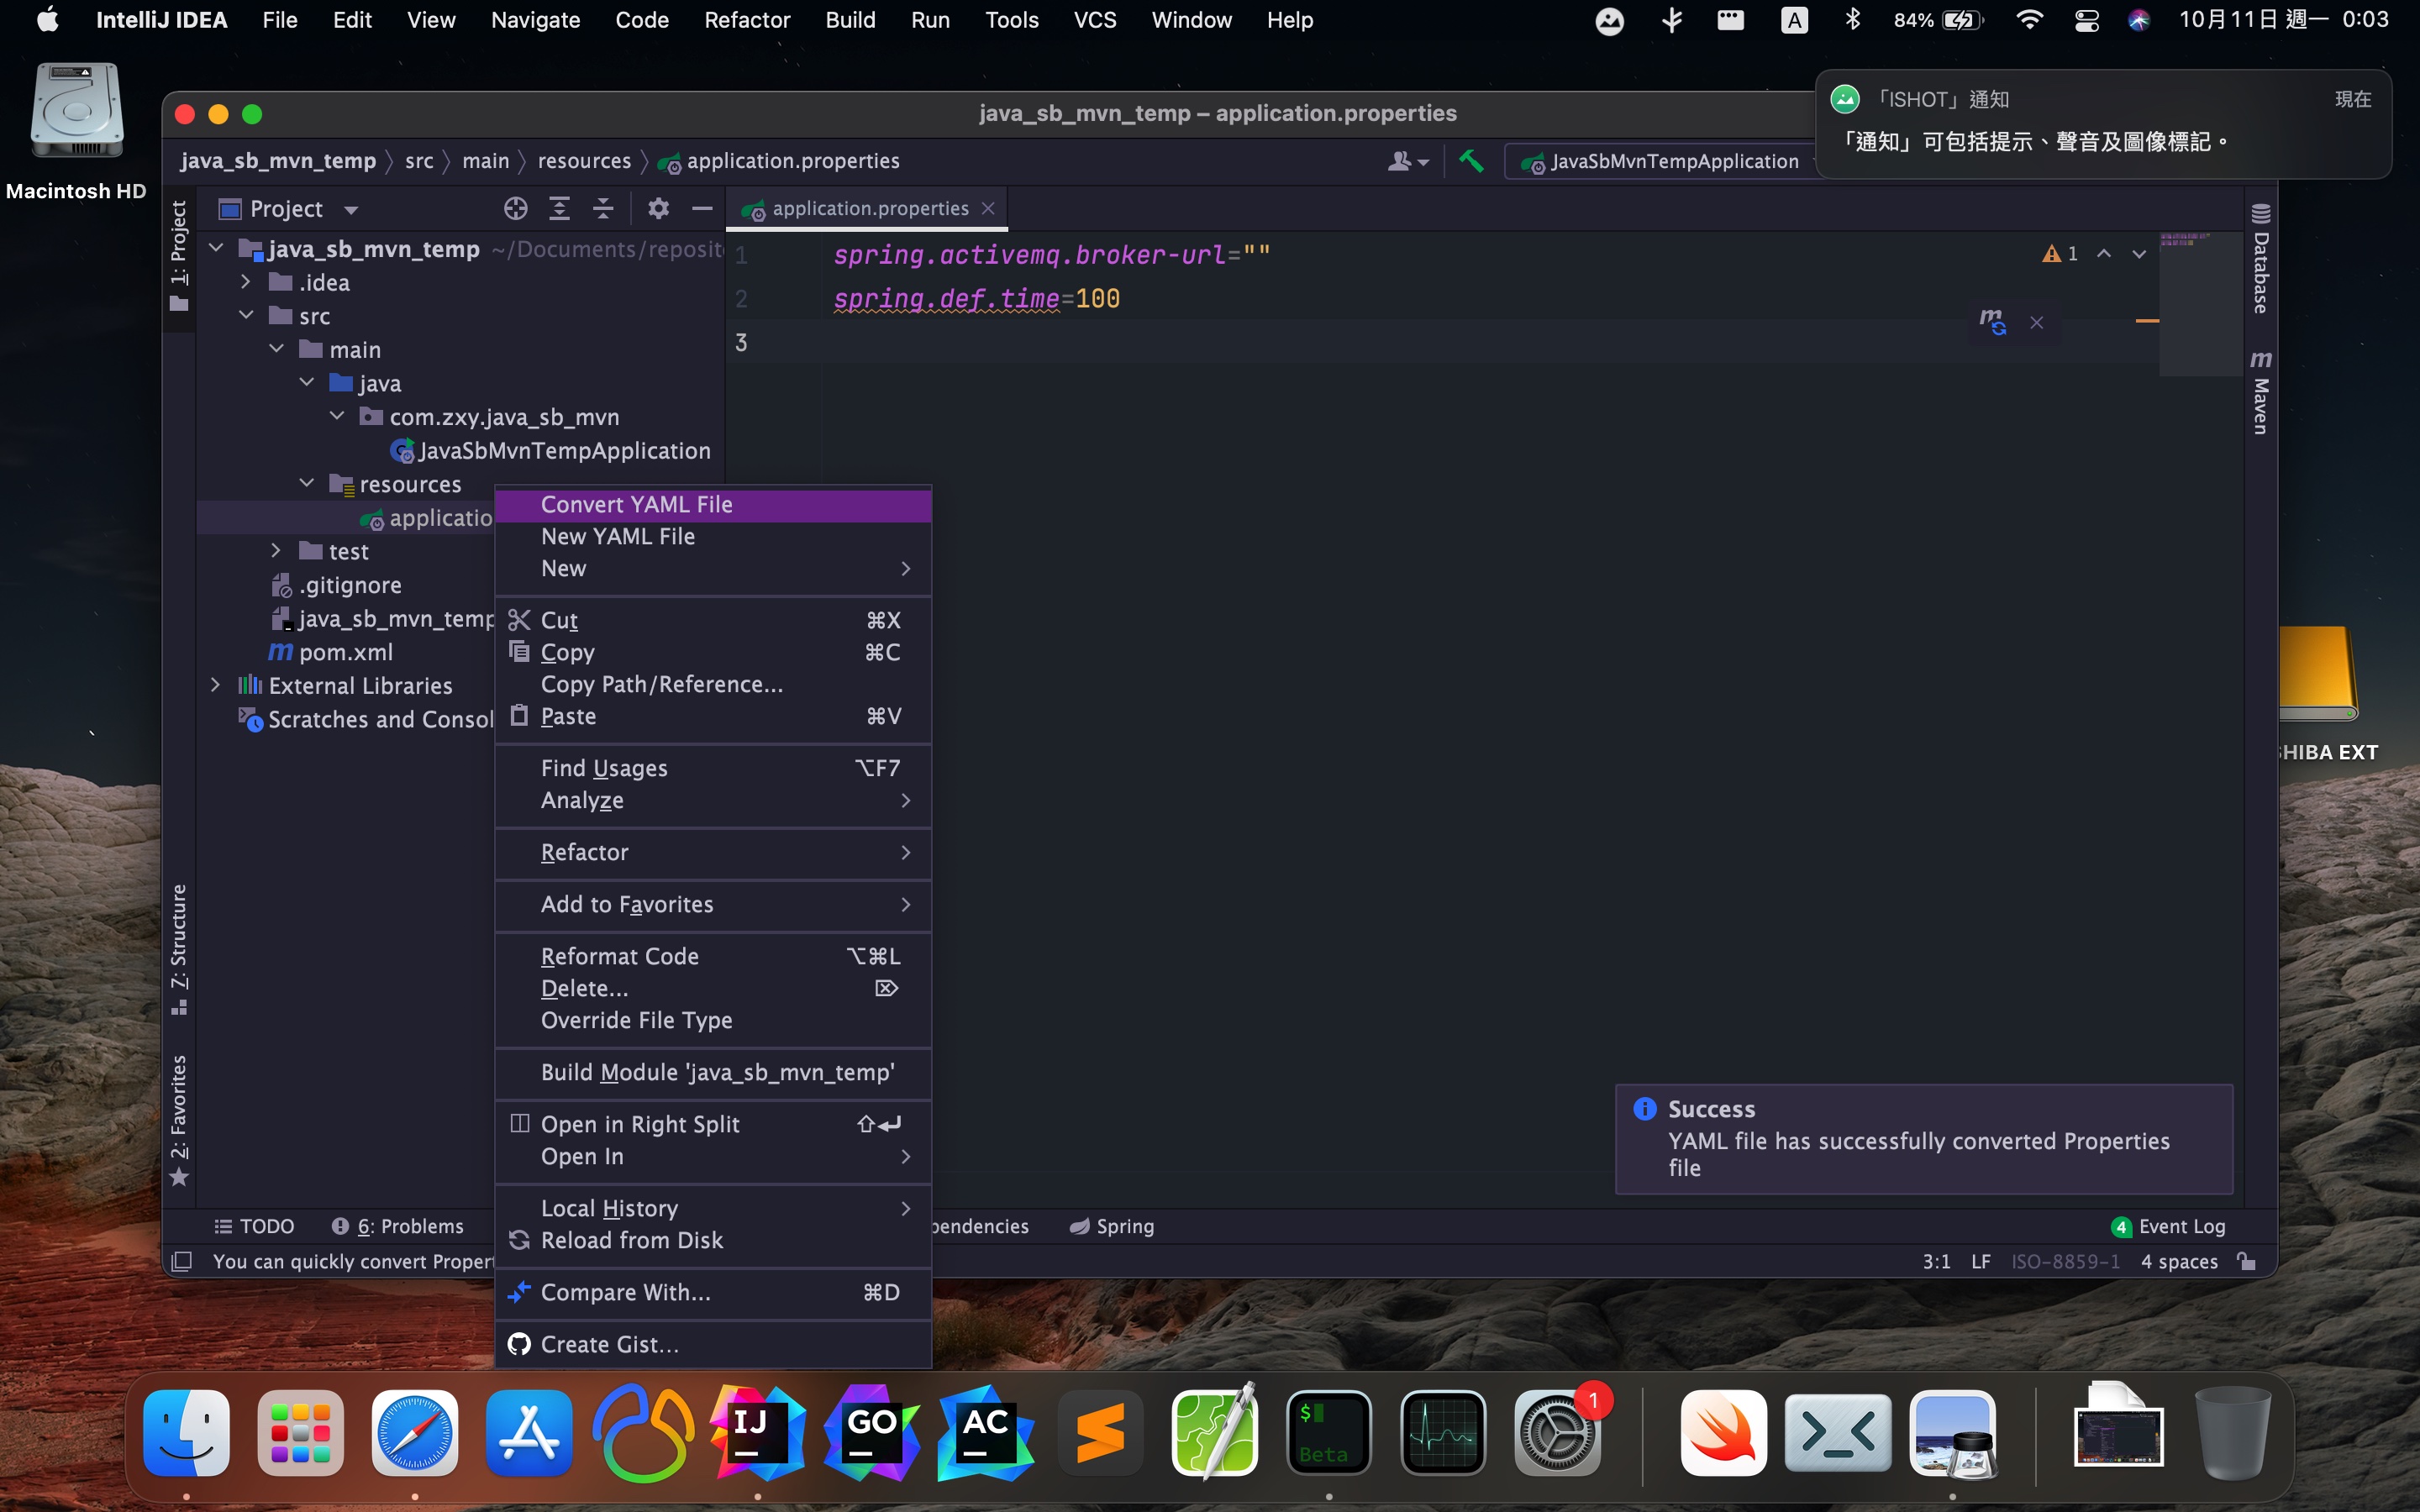 IntelliJ IDEA File Edit View Navigate Code Refactor Build Run Tools VCS Window Help A 84% 10月11日 週一 0:03
Macintosh HD
「ISHOT」通知 現在
「通知」可包括提示、聲音及圖像標記。
java_sb_mvn_temp – application.properties
java_sb_mvn_temp src main resources application.properties JavaSbMvnTempApplication
1: Project
Project
application.properties
java_sb_mvn_temp ~/Documents/reposit
.idea
src
main
java
com.zxy.java_sb_mvn
JavaSbMvnTempApplication
resources
applicatio
test
.gitignore
java_sb_mvn_temp
m pom.xml
External Libraries
Scratches and Consol
1 spring.activemq.broker-url=""
2 spring.def.time=100
3
1
m
Database
m Maven
Convert YAML File
New YAML File
New
Cut ⌘X
Copy ⌘C
Copy Path/Reference...
Paste ⌘V
Find Usages ⌥F7
Analyze
Refactor
Add to Favorites
Reformat Code ⌥⌘L
Delete... ⌦
Override File Type
Build Module 'java_sb_mvn_temp'
Open in Right Split ⇧↩
Open In
Local History
Reload from Disk
Compare With... ⌘D
Create Gist...
7: Structure
2: Favorites
Success
YAML file has successfully converted Properties
file
TODO 6: Problems pendencies Spring 4 Event Log
You can quickly convert Proper 3:1 LF ISO-8859-1 4 spaces
SHIBA EXT
IJ
GO
AC
$
Beta
1